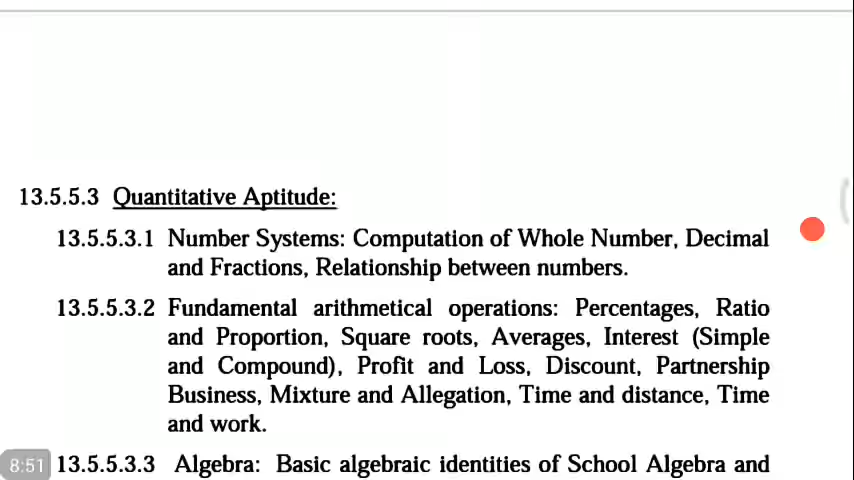 13.5.5.3 Quantitative Aptitude:
13.5.5.3.1 Number Systems: Computation of Whole Number, Decimal
and Fractions, Relationship between numbers.
13.5.5.3.2 Fundamental arithmetical operations: Percentages, Ratio
and Proportion, Square roots, Averages, Interest (Simple
and Compound), Profit and Loss, Discount, Partnership
Business, Mixture and Allegation, Time and distance, Time
and work.
8:51 13.5.5.3.3 Algebra: Basic algebraic identities of School Algebra and